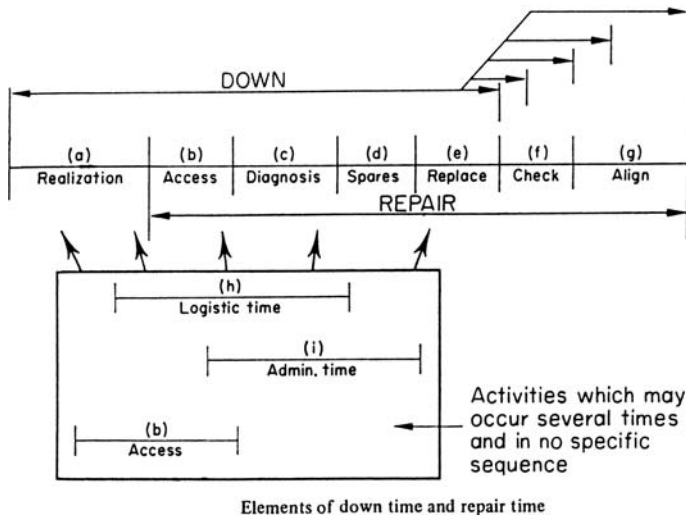 DOWN
(a) (b) (c) (d) (e) (f) (g)
Realization Access Diagnosis Spares Replace Check Align
REPAIR
(h)
Logistic time
(i)
Admin. time
(b)
Access
Activities which may
occur several times
and in no specific
sequence
Elements of down time and repair time